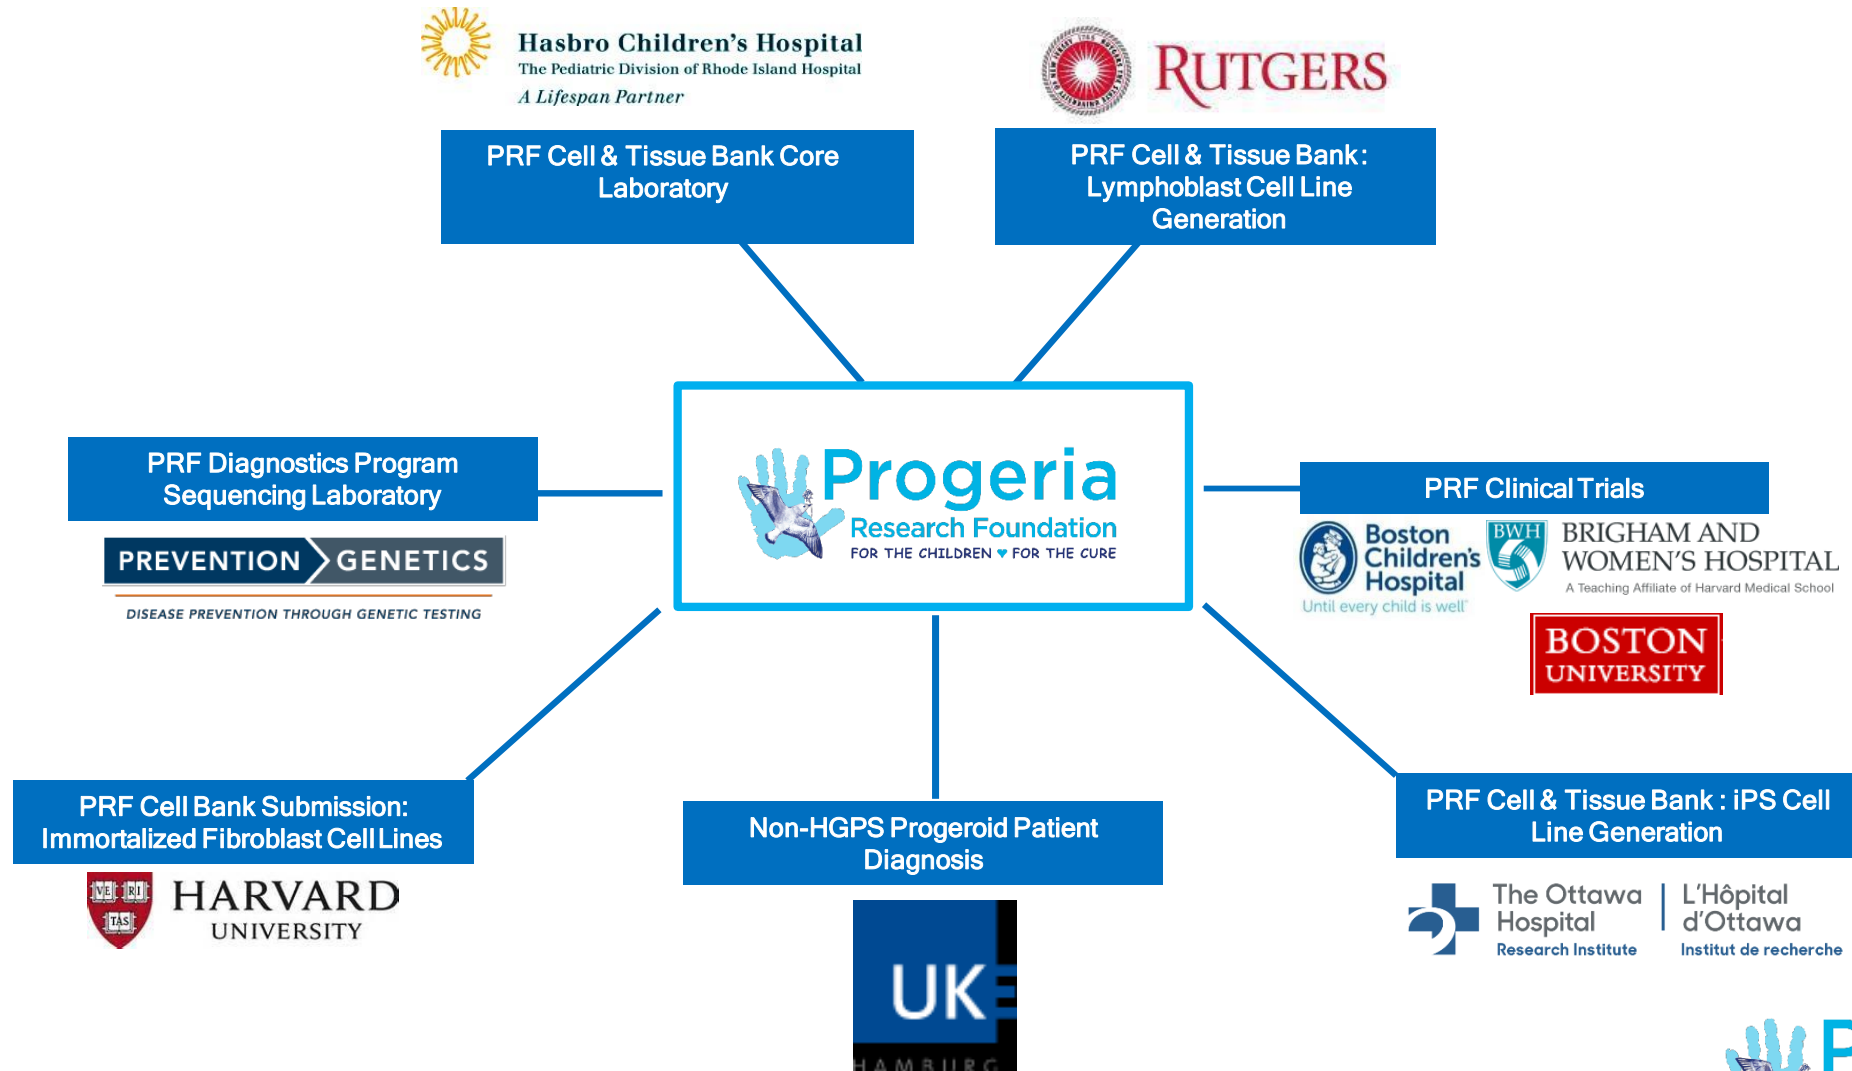 Hasbro Children's Hospital
The Pediatric Division of Rhode Island Hospital
A Lifespan Partner
RUTGERS
PRF Cell & Tissue Bank Core
Laboratory
PRF Cell & Tissue Bank:
Lymphoblast Cell Line
Generation
Progeria
Research Foundation
FOR THE CHILDREN ♥ FOR THE CURE
PRF Diagnostics Program
Sequencing Laboratory
PREVENTION GENETICS
DISEASE PREVENTION THROUGH GENETIC TESTING
PRF Clinical Trials
Boston
Children's
Hospital
Until every child is well
BWH
BRIGHAM AND
WOMEN'S HOSPITAL
A Teaching Affiliate of Harvard Medical School
BOSTON
UNIVERSITY
PRF Cell Bank Submission:
Immortalized Fibroblast Cell Lines
VE RI
TAS
HARVARD
UNIVERSITY
Non-HGPS Progeroid Patient
Diagnosis
UKE
HAMBURG
PRF Cell & Tissue Bank : iPS Cell
Line Generation
The Ottawa
Hospital
Research Institute
L'Hôpital
d'Ottawa
Institut de recherche
P